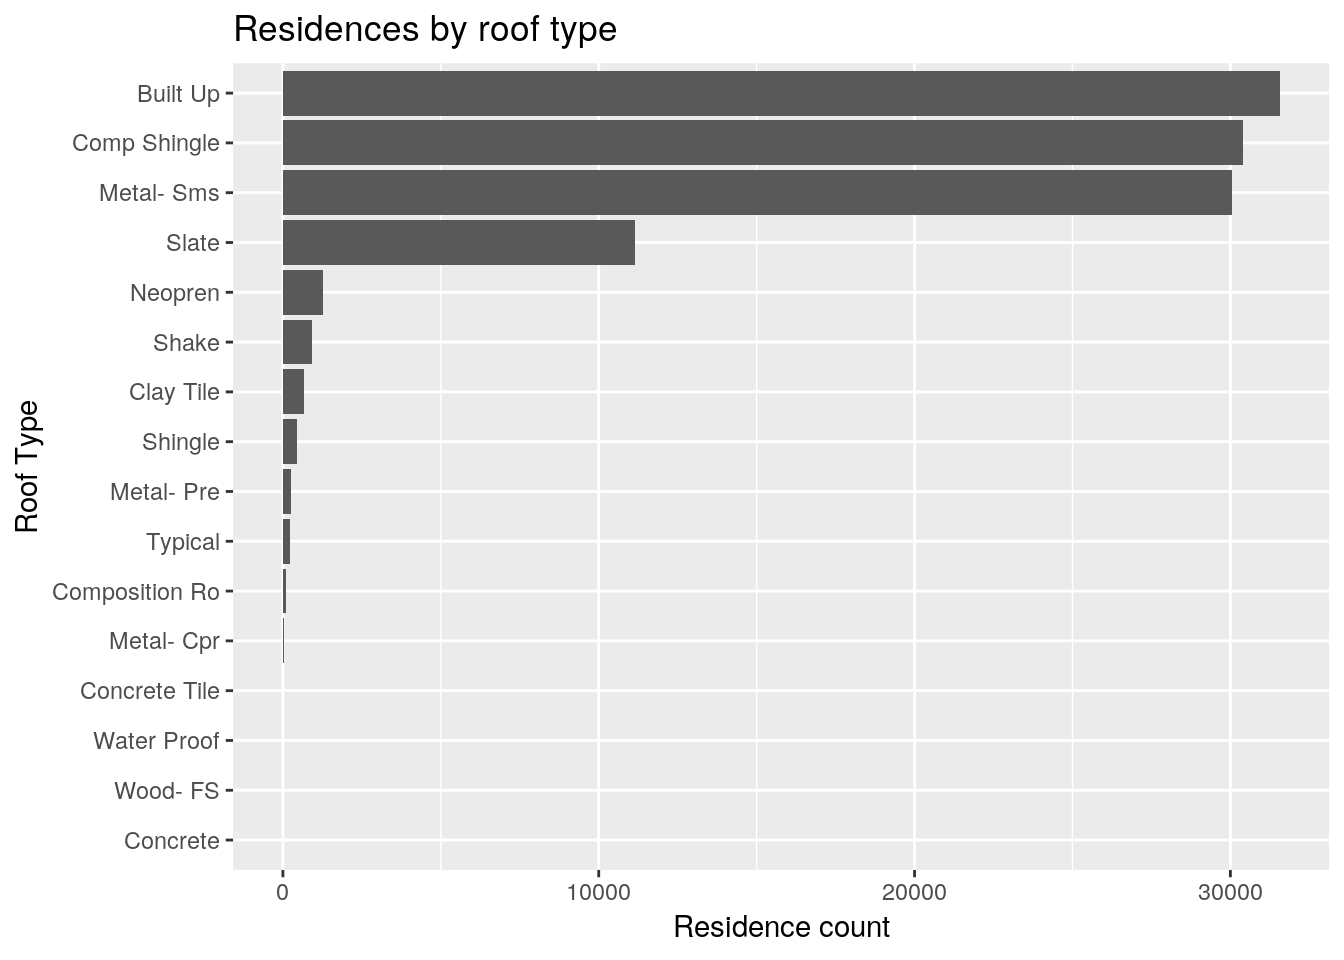 Residences by roof type
Built Up
Comp Shingle
Metal- Sms
Slate
Neopren
Shake
Clay Tile
Shingle
Metal- Pre
Typical
Composition Ro
Metal- Cpr
Concrete Tile
Water Proof
Wood- FS
Concrete
Roof Type
0 10000 20000 30000
Residence count